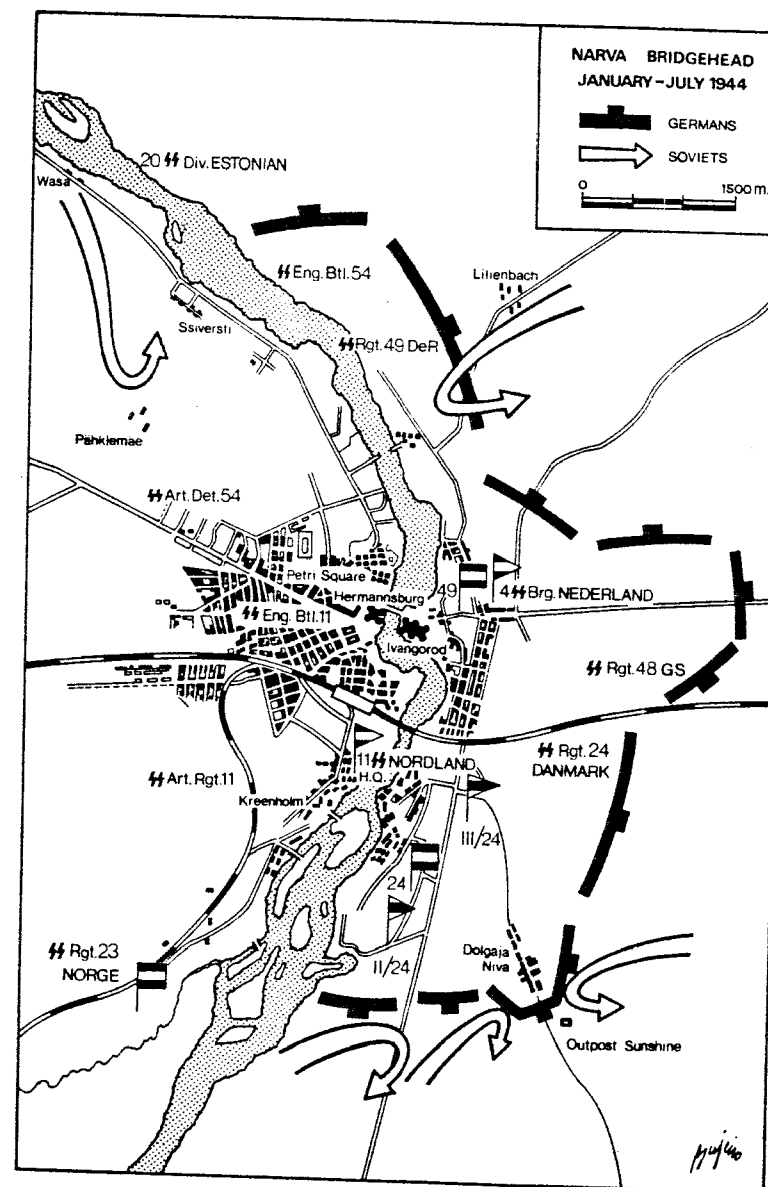 NARVA BRIDGEHEAD
JANUARY–JULY 1944
GERMANS
SOVIETS
0 1500 m.
20 ϟϟ Div. ESTONIAN
Wasa
ϟϟ Eng. Btl. 54
Lilienbach
Ssiversti
ϟϟ Rgt. 49 DeR
Pähklemae
ϟϟ Art. Det. 54
Petri Square
Hermannsburg
49
4 ϟϟ Brg. NEDERLAND
ϟϟ Eng. Btl. 11
Ivangorod
ϟϟ Rgt. 48 GS
11 ϟϟ NORDLAND
H.Q.
ϟϟ Rgt. 24
DANMARK
ϟϟ Art. Rgt. 11
Kreenholm
III/24
24
II/24
ϟϟ Rgt. 23
NORGE
Dolgaja
Niva
Outpost Sunshine